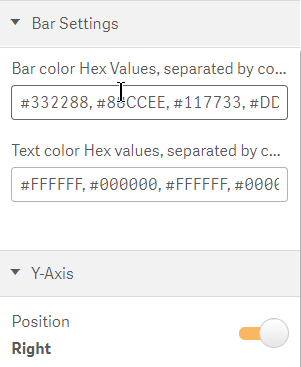 Bar Settings
Bar color Hex Values, separated by co...
#332288, #88CCEE, #117733, #DD
Text color Hex values, separated by c...
#FFFFFF, #000000, #FFFFFF, #0000
Y-Axis
Position
Right